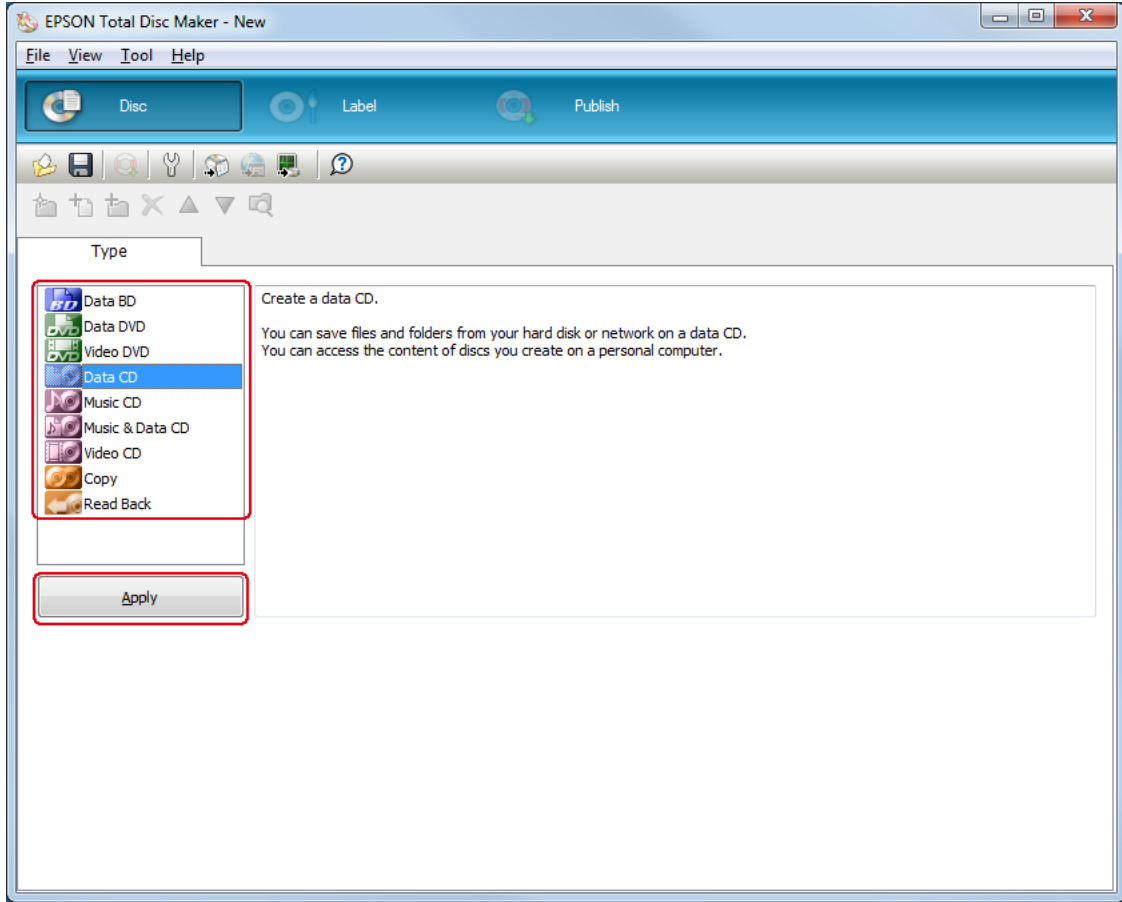 EPSON Total Disc Maker - New
File View Tool Help
Disc Label Publish
Type
BD Data BD
DVD Data DVD
DVD Video DVD
Data CD
Music CD
Music & Data CD
Video CD
Copy
Read Back
Apply
Create a data CD.
You can save files and folders from your hard disk or network on a data CD.
You can access the content of discs you create on a personal computer.